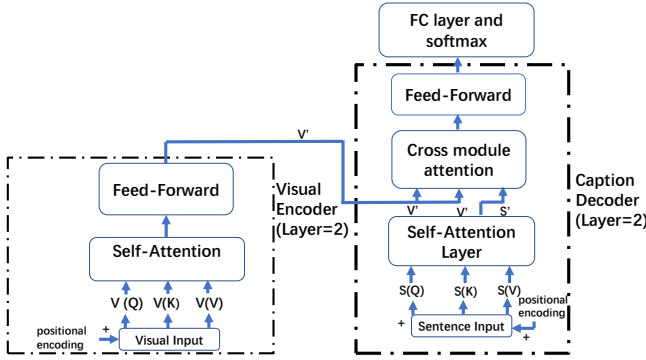 FC layer and
softmax
Feed-Forward
V'
Cross module
attention
Feed-Forward
Visual
Encoder
(Layer=2)
Caption
Decoder
(Layer=2)
V'
V'
S'
Self-Attention
Self-Attention
Layer
V (Q)
V(K)
V(V)
S(Q)
S(K)
S(V)
positional
encoding
+
Visual Input
+
Sentence Input
+
positional
encoding